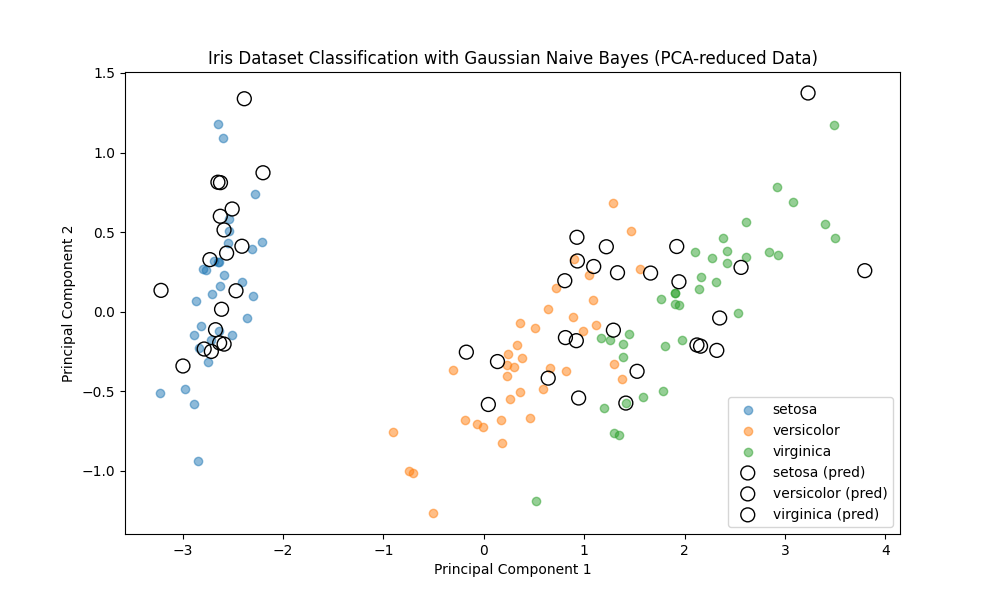 Iris Dataset Classification with Gaussian Naive Bayes (PCA-reduced Data)
1.5
1.0
0.5
0.0
−0.5
−1.0
Principal Component 2
setosa
versicolor
virginica
setosa (pred)
versicolor (pred)
virginica (pred)
−3
−2
−1
0
1
2
3
4
Principal Component 1